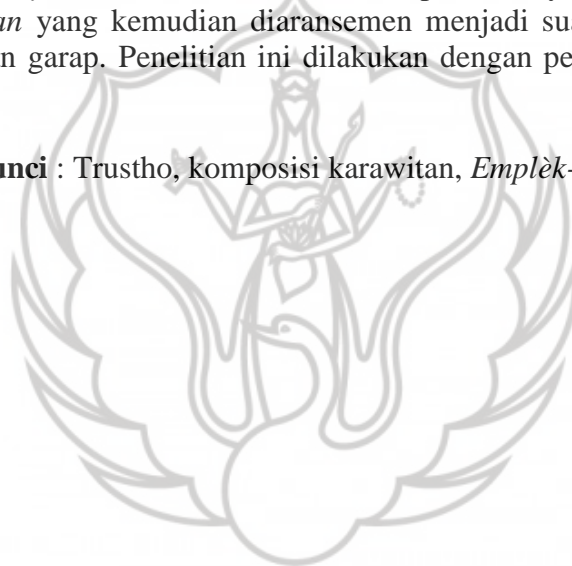 an yang kemudian diaransemen menjadi sua
n garap. Penelitian ini dilakukan dengan pe
unci : Trustho, komposisi karawitan, Emplèk-